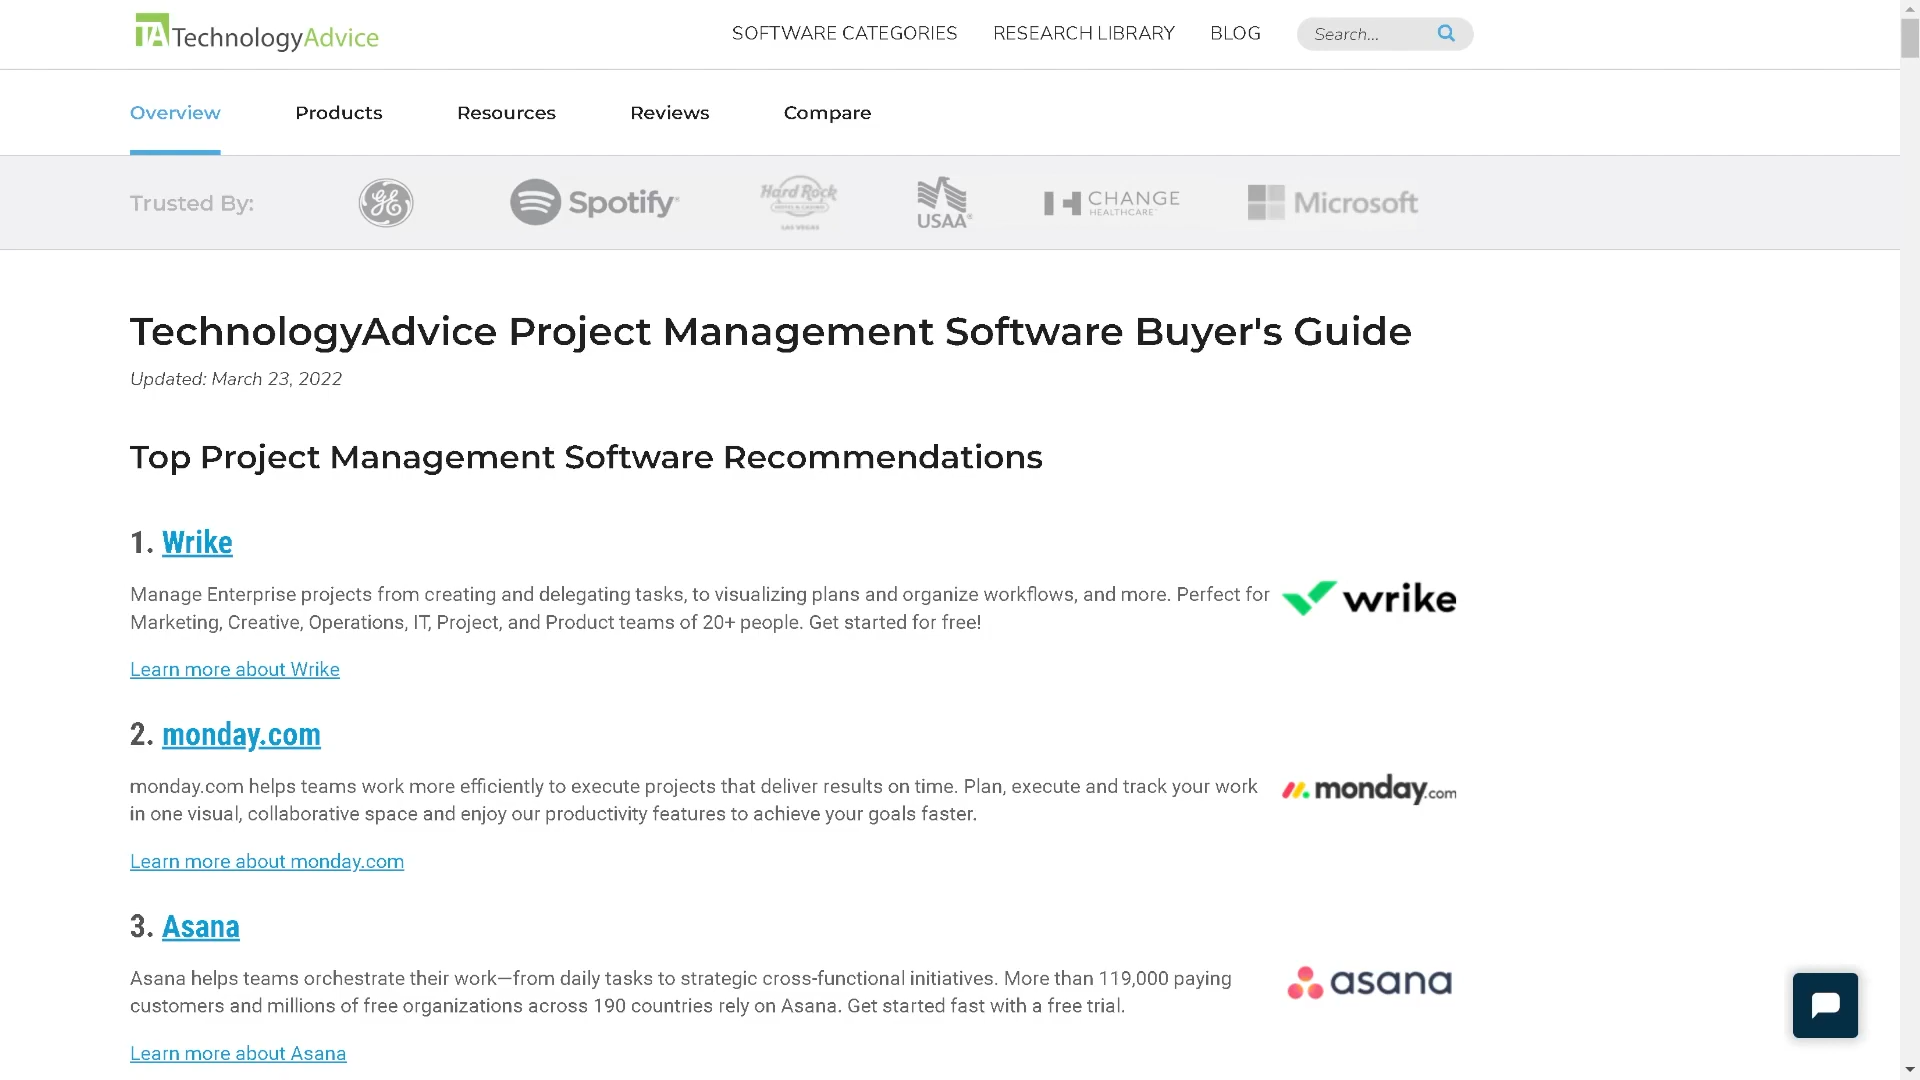 TA TechnologyAdvice
SOFTWARE CATEGORIES
RESEARCH LIBRARY
BLOG
Search...
Overview
Products
Resources
Reviews
Compare
Trusted By:
GE
Spotify
Hard Rock
HOTEL & CASINO
LAS VEGAS
USAA®
CHANGE
HEALTHCARE
Microsoft
TechnologyAdvice Project Management Software Buyer's Guide
Updated: March 23, 2022
Top Project Management Software Recommendations
1. Wrike
Manage Enterprise projects from creating and delegating tasks, to visualizing plans and organize workflows, and more. Perfect for
Marketing, Creative, Operations, IT, Project, and Product teams of 20+ people. Get started for free!
wrike
Learn more about Wrike
2. monday.com
monday.com helps teams work more efficiently to execute projects that deliver results on time. Plan, execute and track your work
in one visual, collaborative space and enjoy our productivity features to achieve your goals faster.
monday.com
Learn more about monday.com
3. Asana
Asana helps teams orchestrate their work—from daily tasks to strategic cross-functional initiatives. More than 119,000 paying
customers and millions of free organizations across 190 countries rely on Asana. Get started fast with a free trial.
asana
Learn more about Asana